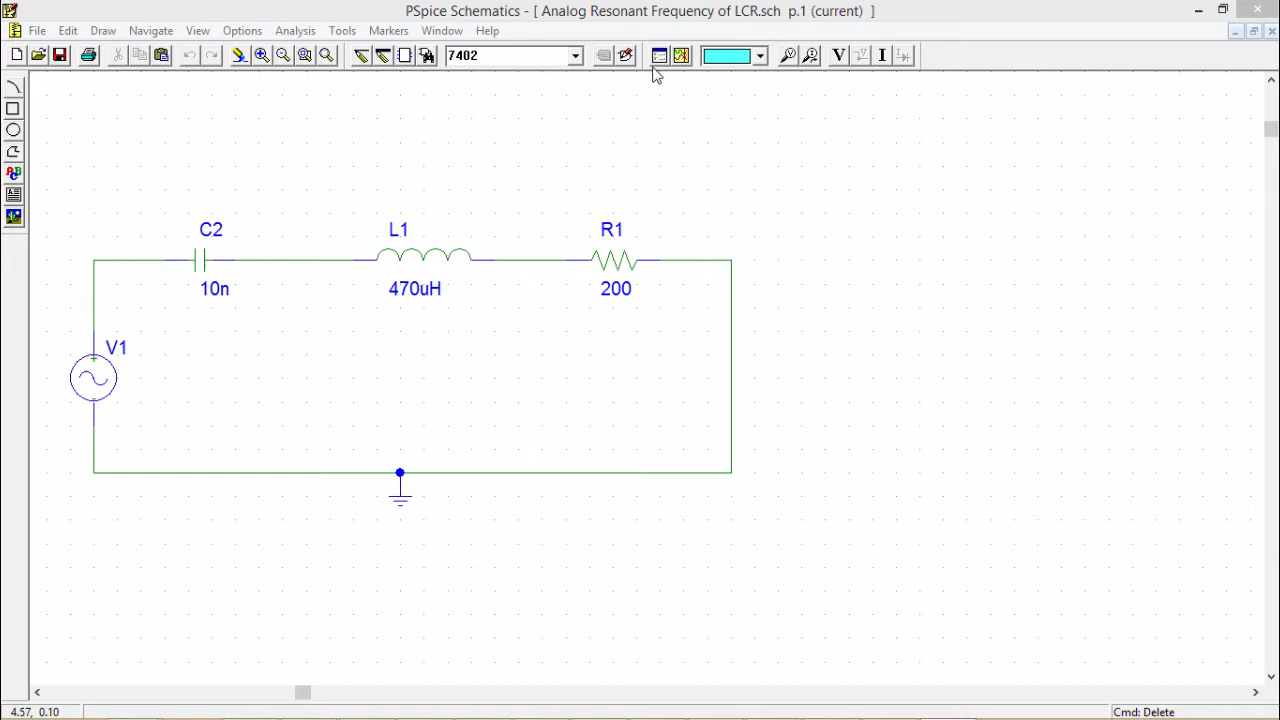 PSpice Schematics - [ Analog Resonant Frequency of LCR.sch p.1 (current) ]
File Edit Draw Navigate View Options Analysis Tools Markers Window Help
7402 V I
ABC
C2 L1 R1
10n 470uH 200
V1
4.57, 0.10 Cmd: Delete